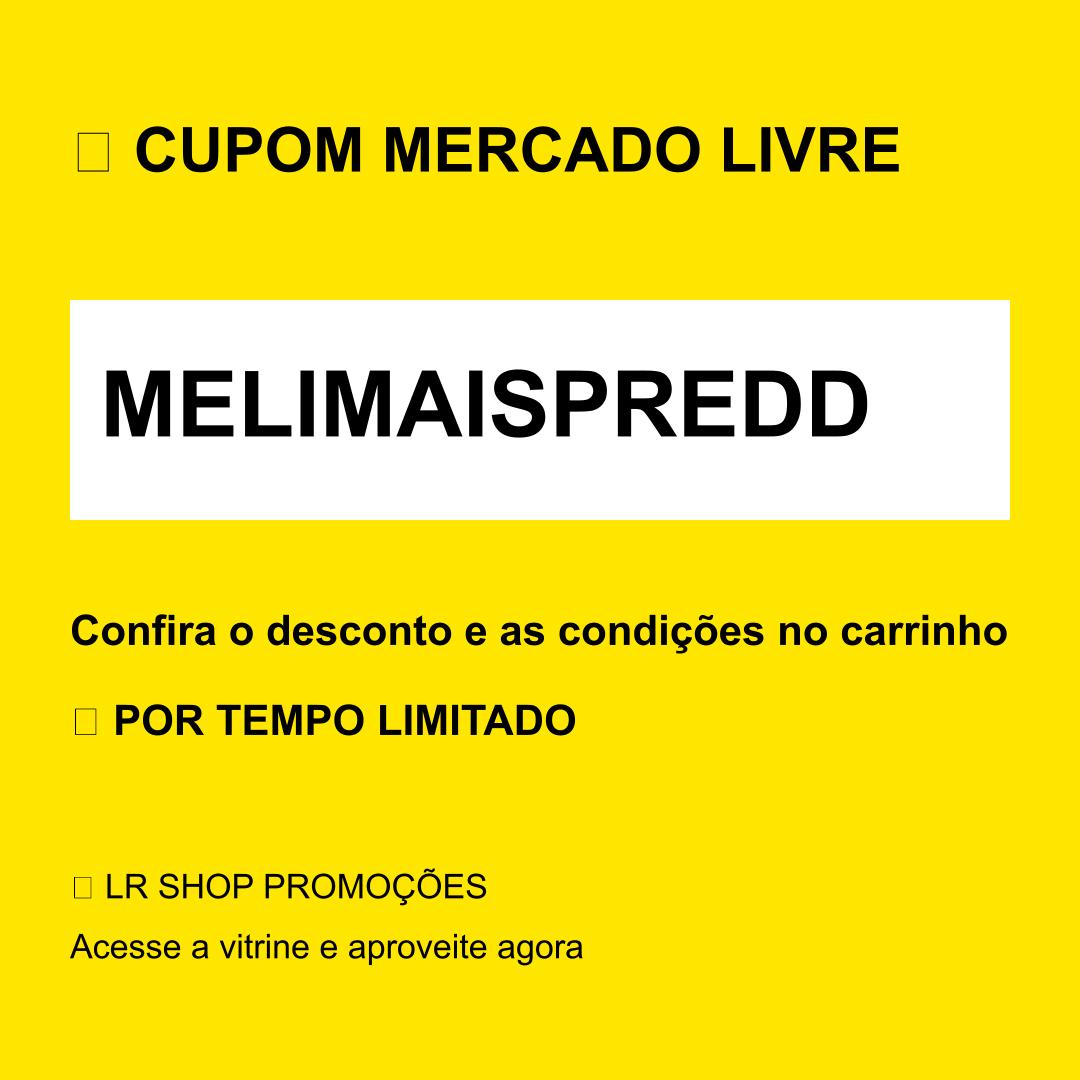 CUPOM MERCADO LIVRE
MELIMAISPREDD
Confira o desconto e as condições no carrinho
POR TEMPO LIMITADO
LR SHOP PROMOÇÕES
Acesse a vitrine e aproveite agora